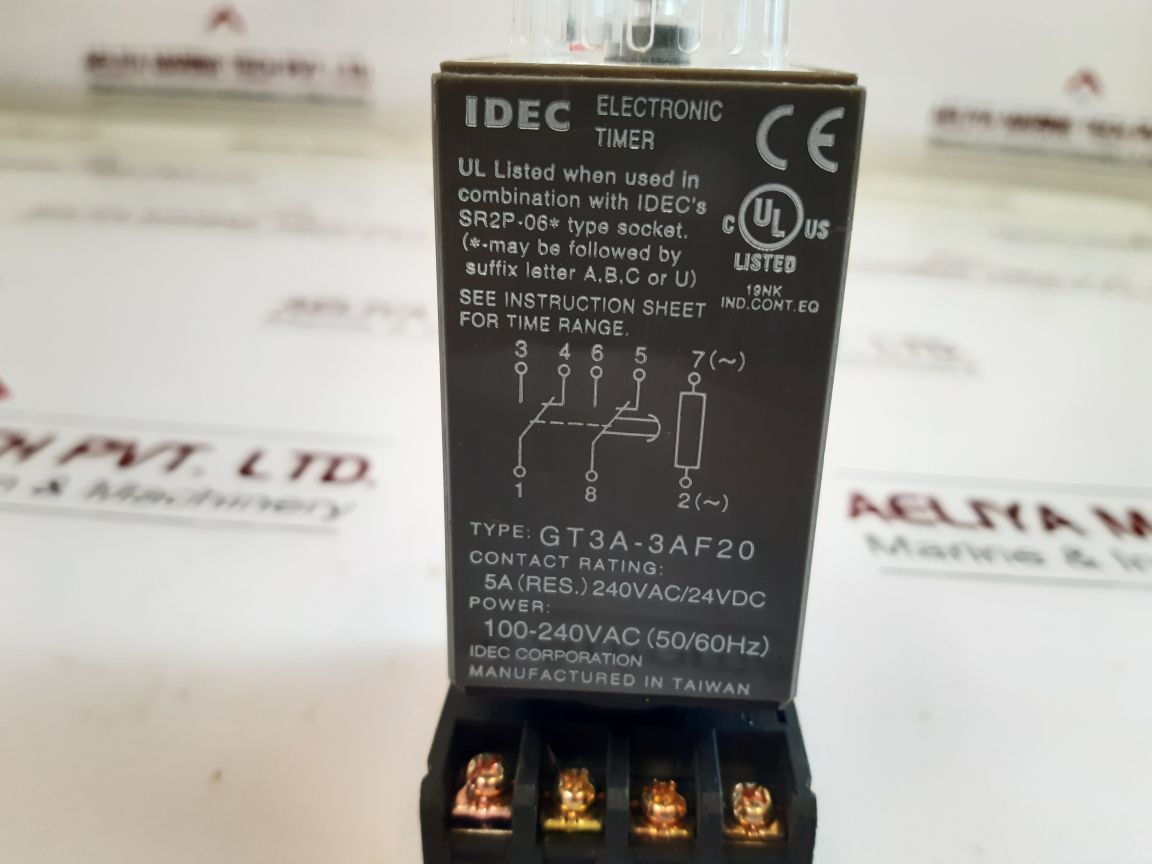 IDEC ELECTRONIC
TIMER
CE
UL Listed when used in
combination with IDEC's
SR2P-06* type socket.
(*-may be followed by
suffix letter A,B,C or U)
C UL US
LISTED
19NK
IND.CONT.EQ
SEE INSTRUCTION SHEET
FOR TIME RANGE.
3 4 6 5 7(~)
1 8 2(~)
TYPE: GT3A-3AF20
CONTACT RATING:
5A(RES.)240VAC/24VDC
POWER:
100-240VAC(50/60Hz)
IDEC CORPORATION
MANUFACTURED IN TAIWAN
PVT. LTD.
& Machinery
AELIYA M
Marine & In